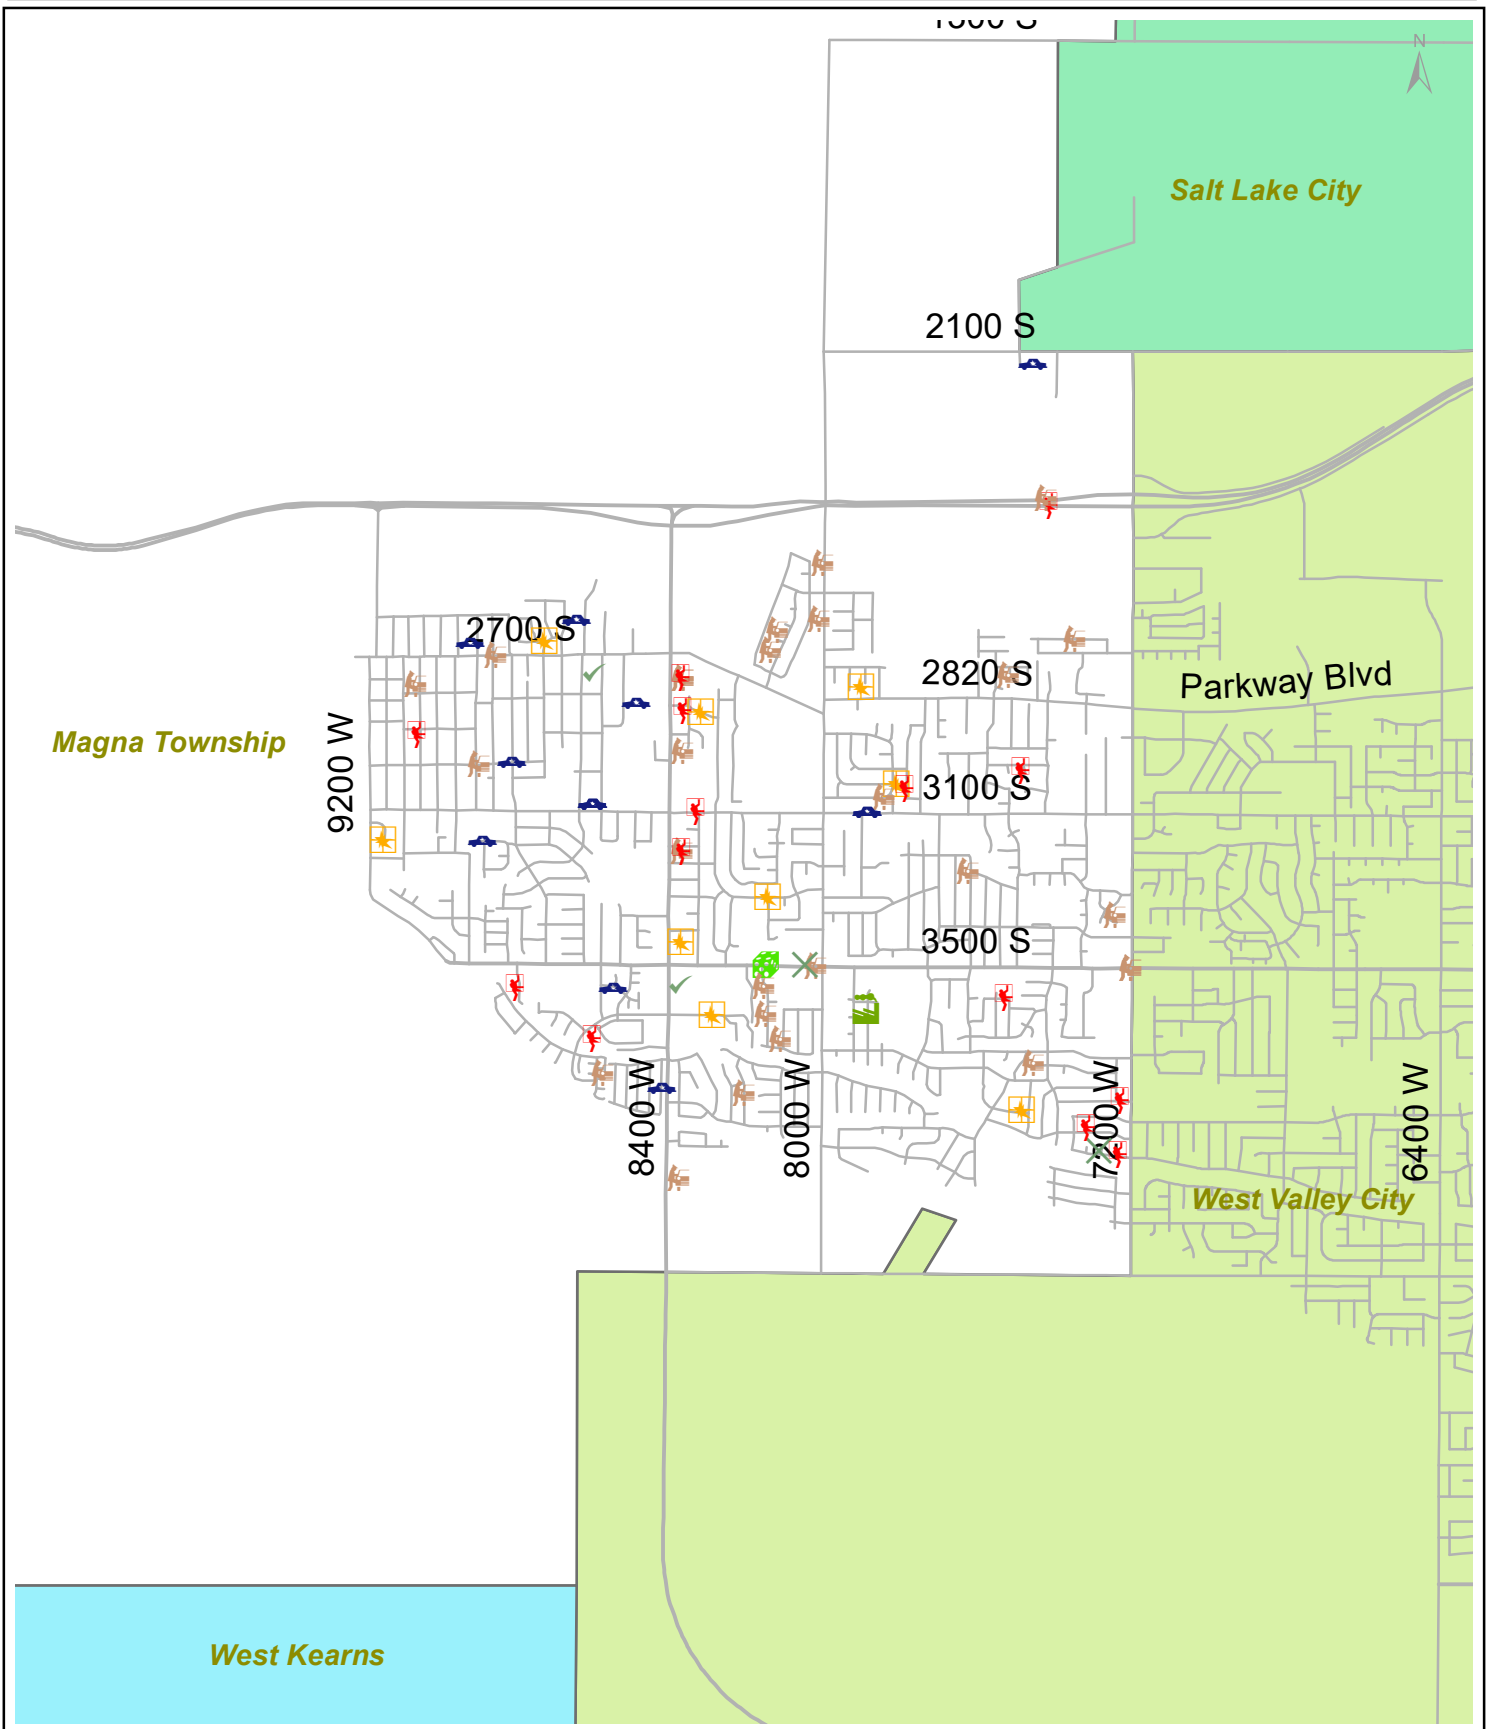 N
Salt Lake City
2100 S
2700 S
2820 S
Parkway Blvd
Magna Township
9200 W
3100 S
3500 S
8400 W
8000 W
7200 W
6400 W
West Valley City
West Kearns